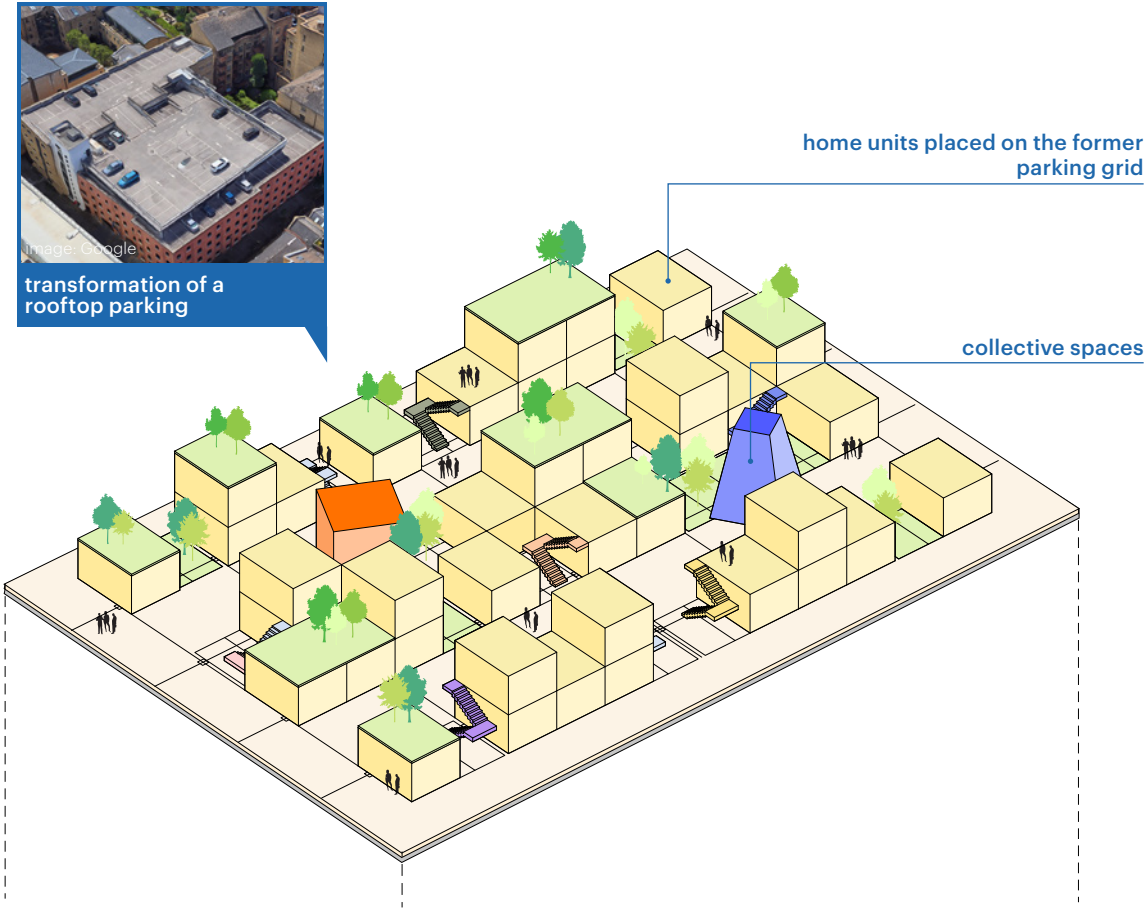 Image: Google
transformation of a
rooftop parking
home units placed on the former
parking grid
collective spaces